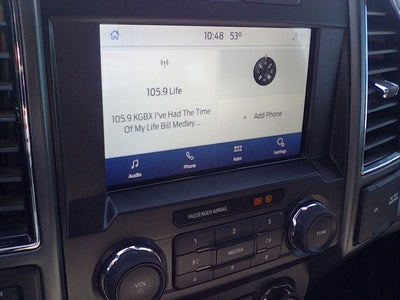 10:48 53°
105.9 Life
105.9 KGBX I've Had The Time
Of My Life Bill Medley ...
+ Add Phone
Audio
Phone
Apps
Settings
PASSENGER AIRBAG
1 2 3
MEDIA
4 5 6
VOL
TUNE